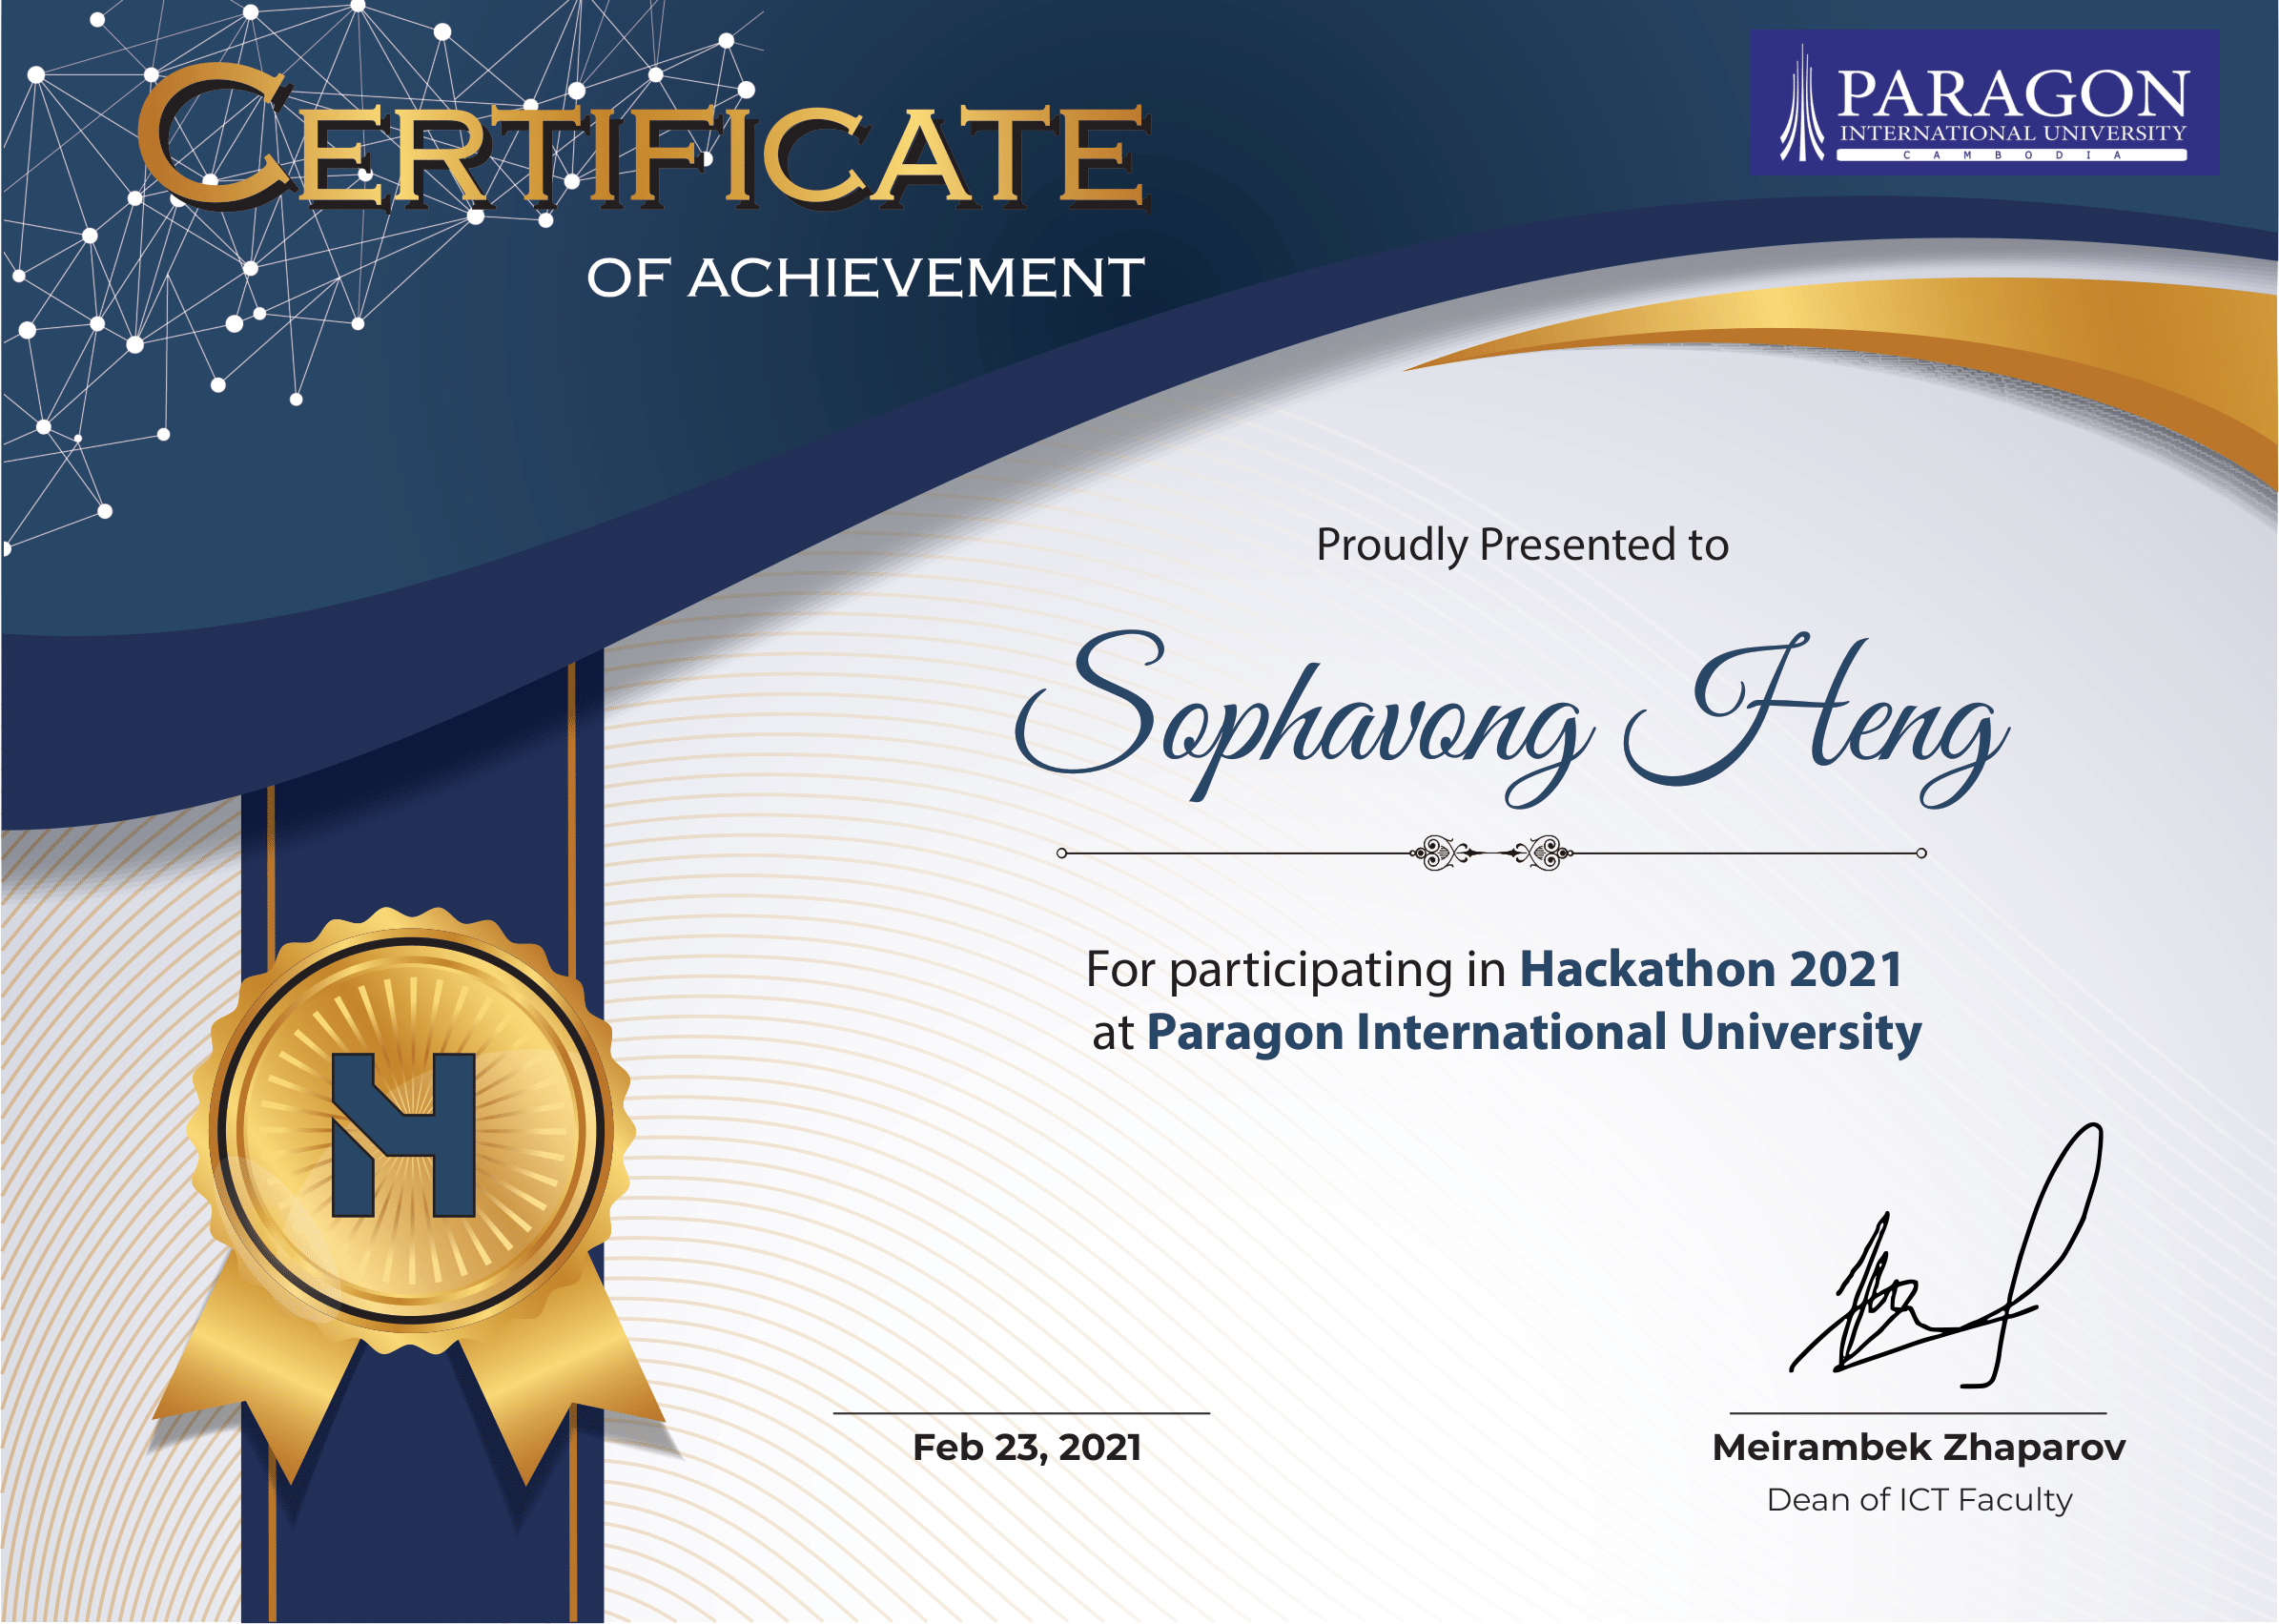 CERTIFICATE
OF ACHIEVEMENT
PARAGON
INTERNATIONAL UNIVERSITY
CAMBODIA
Proudly Presented to
Sophavong Heng
For participating in Hackathon 2021
at Paragon International University
H
Feb 23, 2021
Meirambek Zhaparov
Dean of ICT Faculty